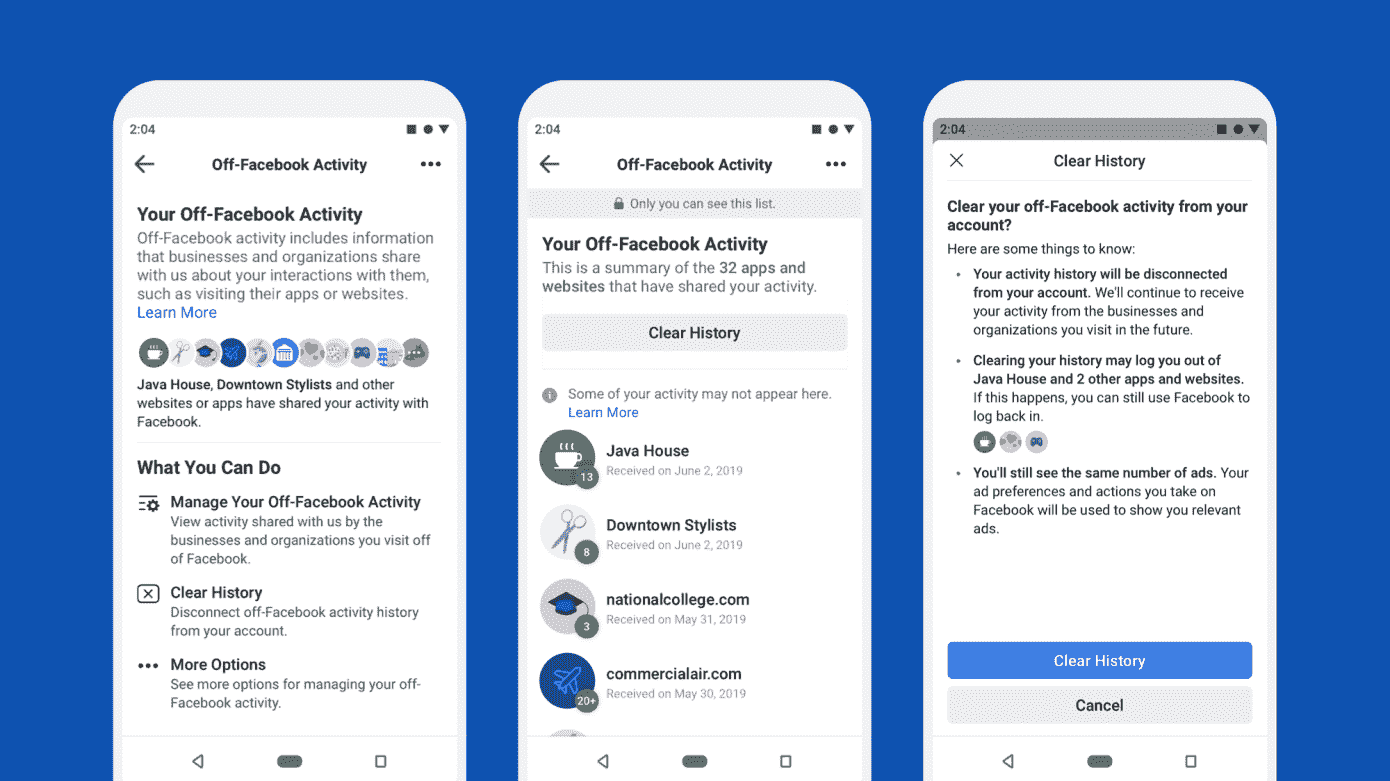 2:04
Off-Facebook Activity
Your Off-Facebook Activity
Off-Facebook activity includes information
that businesses and organizations share
with us about your interactions with them,
such as visiting their apps or websites.
Learn More
Java House, Downtown Stylists and other
websites or apps have shared your activity with
Facebook.
What You Can Do
Manage Your Off-Facebook Activity
View activity shared with us by the
businesses and organizations you visit off
of Facebook.
Clear History
Disconnect off-Facebook activity history
from your account.
More Options
See more options for managing your off-
Facebook activity.
2:04
Off-Facebook Activity
Only you can see this list.
Your Off-Facebook Activity
This is a summary of the 32 apps and
websites that have shared your activity.
Clear History
Some of your activity may not appear here.
Learn More
Java House
Received on June 2, 2019
13
Downtown Stylists
Received on June 2, 2019
8
nationalcollege.com
Received on May 31, 2019
3
commercialair.com
Received on May 30, 2019
20+
2:04
Clear History
Clear your off-Facebook activity from your
account?
Here are some things to know:
• Your activity history will be disconnected
from your account. We'll continue to receive
your activity from the businesses and
organizations you visit in the future.
• Clearing your history may log you out of
Java House and 2 other apps and websites.
If this happens, you can still use Facebook to
log back in.
• You'll still see the same number of ads. Your
ad preferences and actions you take on
Facebook will be used to show you relevant
ads.
Clear History
Cancel